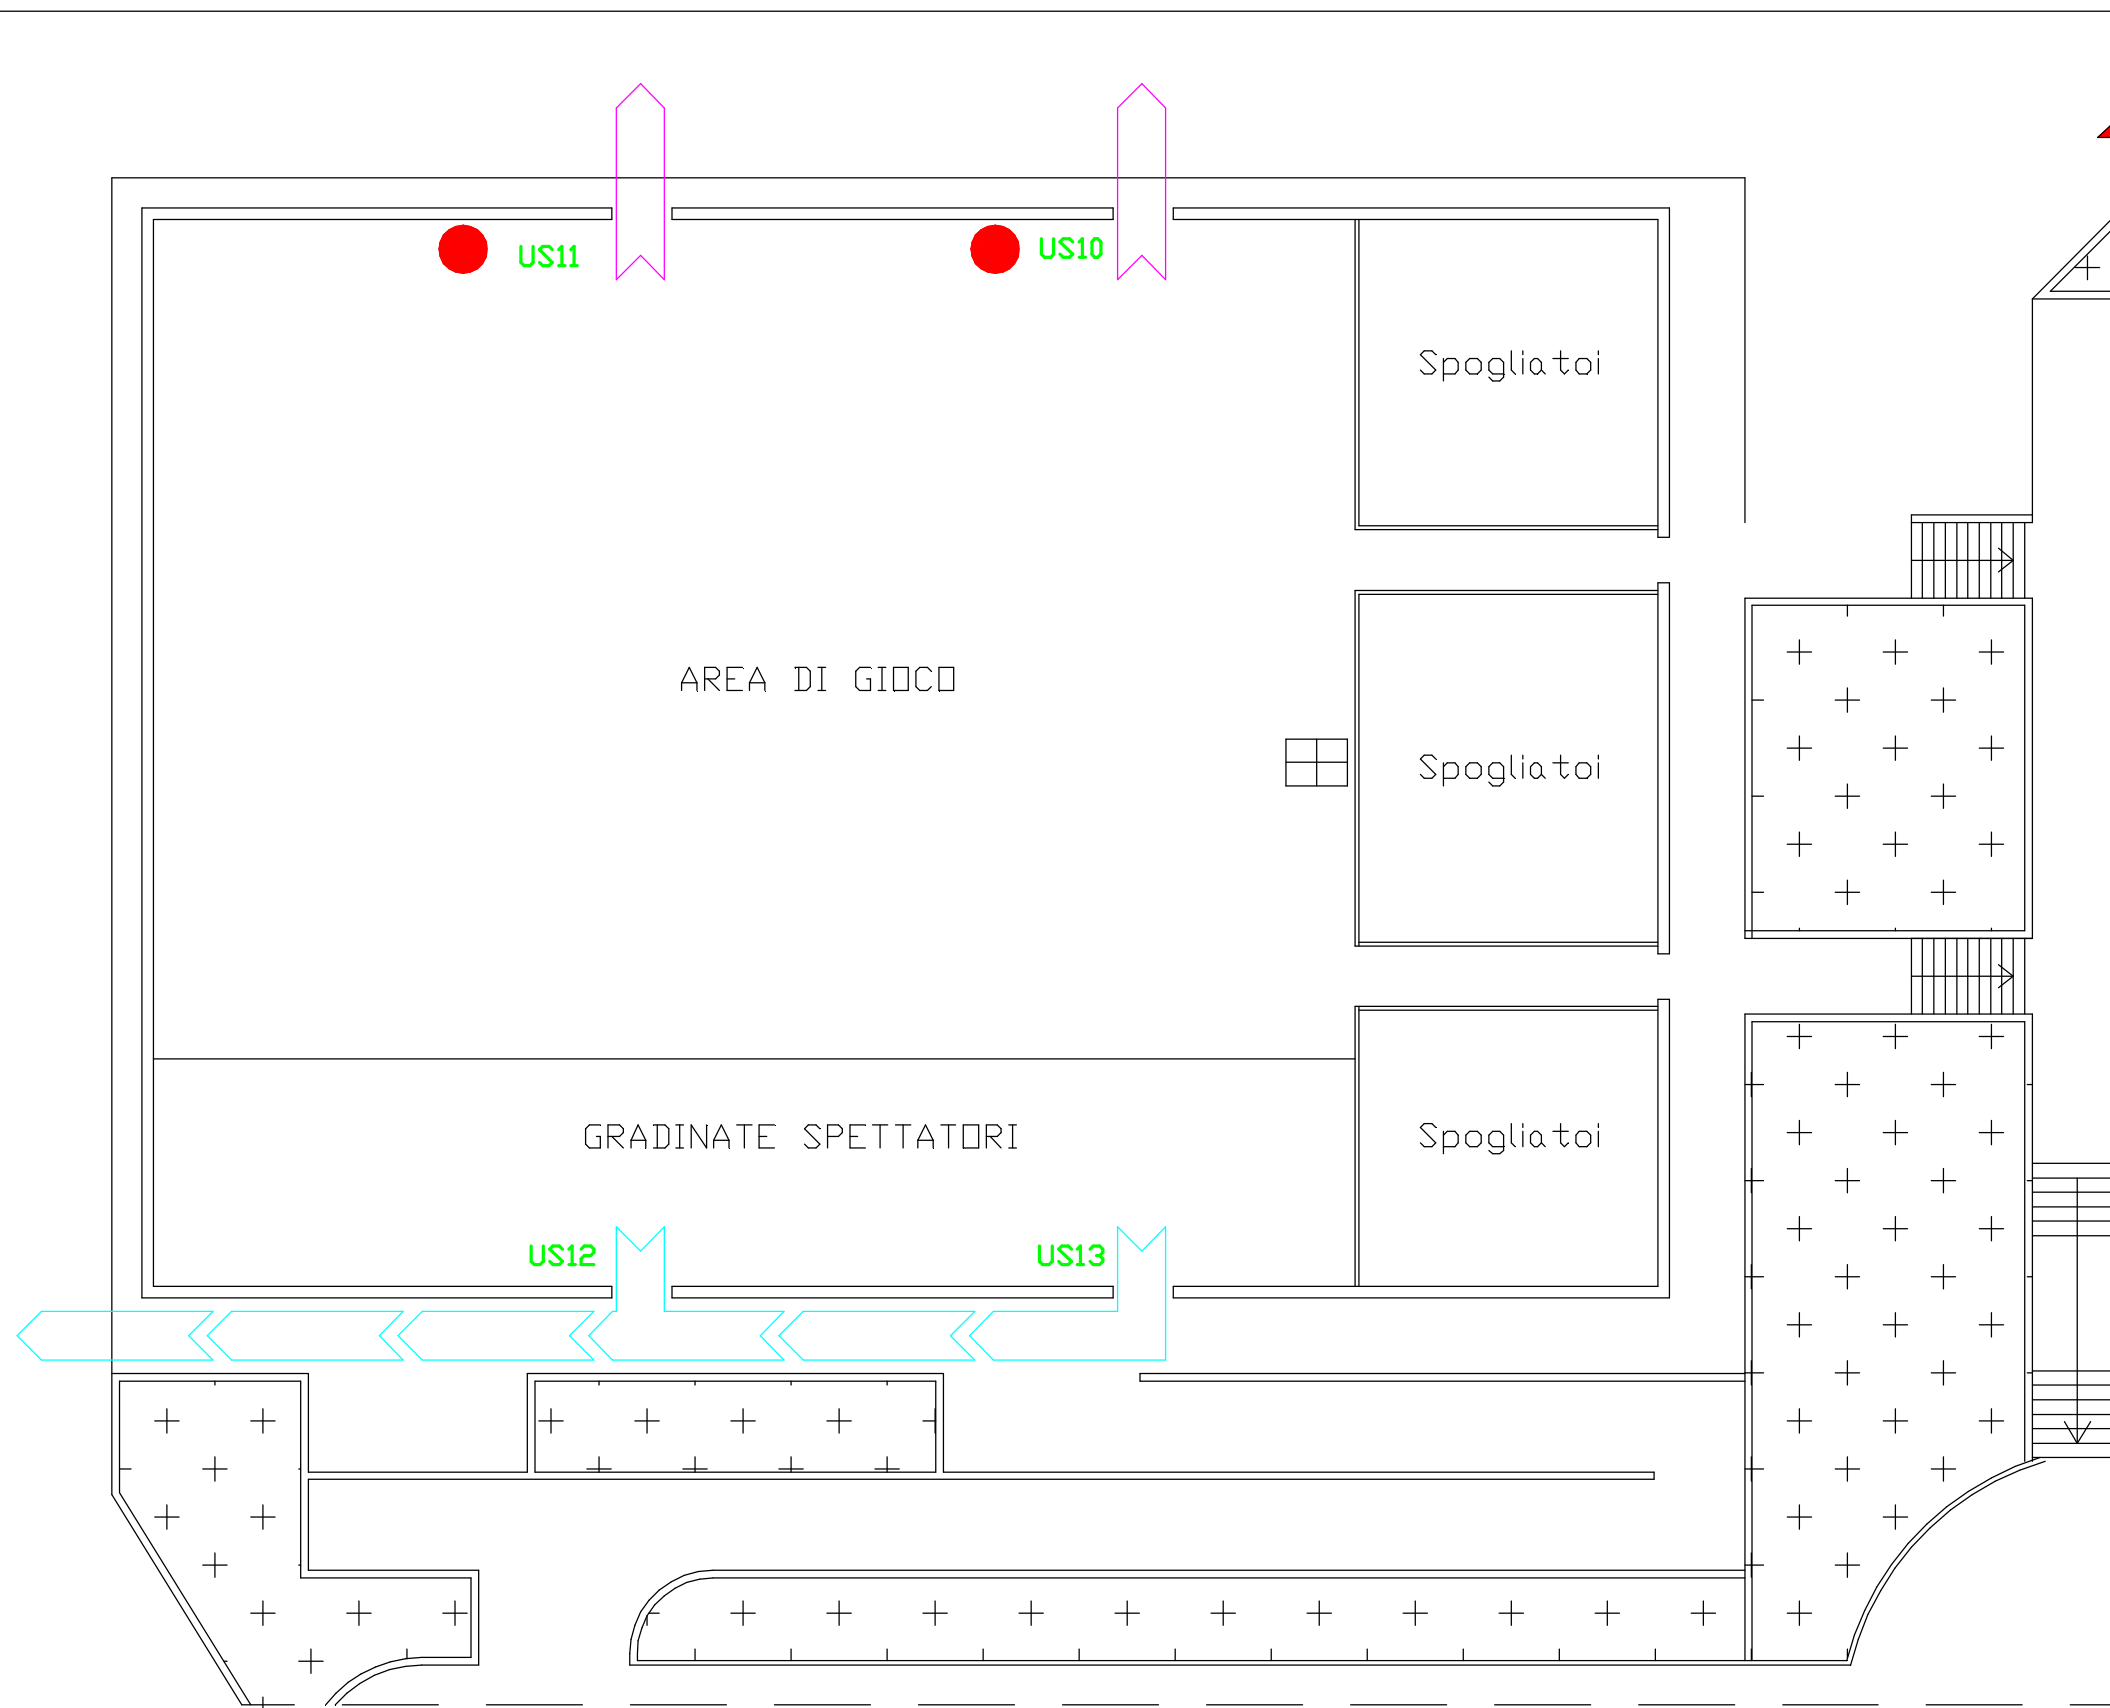 US11
US10
Spogliatoi
AREA DI GIOCO
Spogliatoi
GRADINATE SPETTATORI
Spogliatoi
US12
US13